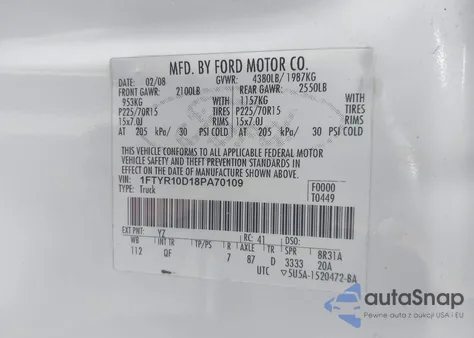 MFD. BY FORD MOTOR CO.
DATE: 02/08 GVWR: 4380LB/ 1987KG
FRONT GAWR: 2100LB REAR GAWR: 2550LB
953KG 1157KG
P225/70R15 TIRES P225/70R15 TIRES
15x7.0J RIMS 15x7.0J RIMS
AT 205 kPa/ 30 PSI COLD AT 205 kPa/ 30 PSI COLD
THIS VEHICLE CONFORMS TO ALL APPLICABLE FEDERAL MOTOR
VEHICLE SAFETY AND THEFT PREVENTION STANDARDS IN
EFFECT ON THE DATE OF MANUFACTURE SHOWN ABOVE.
VIN: 1FTYR10D18PA70109 F0000
TYPE: Truck T0449
EXT PNT: YZ RC: 41 DSO:
WB INT TR TP/PS R AXLE TR SPR 8R31A
112 QF 7 87 D 3333 20A
UTC 5U5A-1520472-BA
autaSnap
Pewne auta z aukcji USA i EU